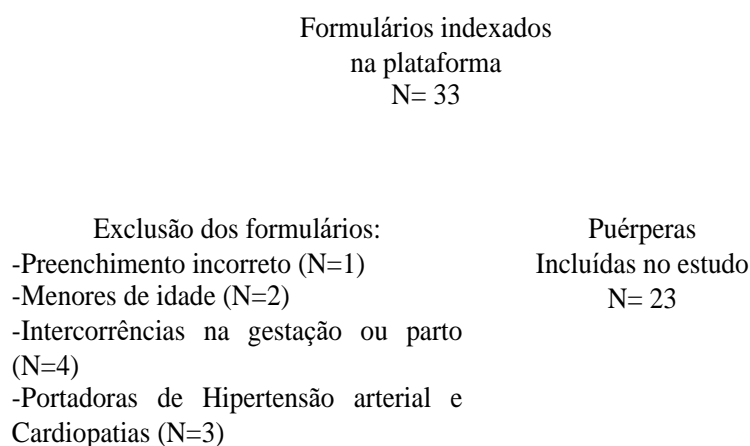 Formulários indexados
na plataforma
N= 33
Exclusão dos formulários:
-Preenchimento incorreto (N=1)
-Menores de idade (N=2)
-Intercorrências na gestação ou parto
(N=4)
-Portadoras de Hipertensão arterial e
Cardiopatias (N=3)
Puérperas
Incluídas no estudo
N= 23